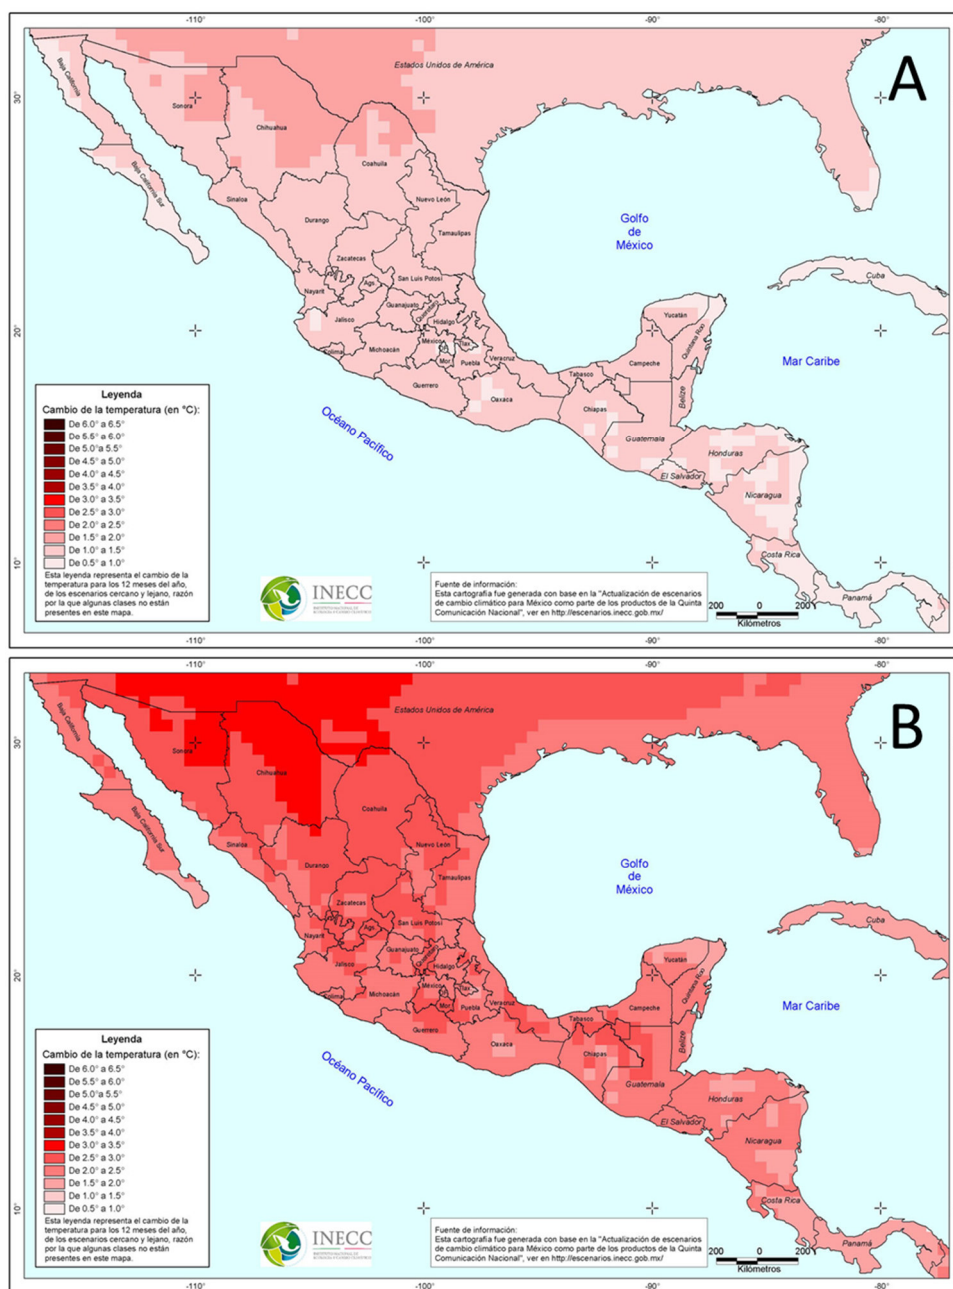 -110°
-100°
-90°
-80°
A
Estados Unidos de América
Baja California
30°
Sonora
Chihuahua
Coahuila
Baja California Sur
Sinaloa
Nuevo León
Durango
Golfo
de
México
Tamaulipas
Zacatecas
San Luis Potosí
Ags.
Nayarit
Cuba
Guanajuato
Querétaro
Hidalgo
Yucatán
Quintana Roo
20°
Jalisco
México
Tlax.
Colima
Michoacán
DF
Mor.
Puebla
Veracruz
Campeche
Mar Caribe
Tabasco
Guerrero
Oaxaca
Belize
Chiapas
Océano Pacífico
Guatemala
Honduras
El Salvador
Nicaragua
Costa Rica
Panamá
10°
Leyenda
Cambio de la temperatura (en °C):
De 6.0° a 6.5°
De 5.5° a 6.0°
De 5.0°a 5.5°
De 4.5° a 5.0°
De 4.0° a 4.5°
De 3.5° a 4.0°
De 3.0° a 3.5°
De 2.5° a 3.0°
De 2.0° a 2.5°
De 1.5° a 2.0°
De 1.0° a 1.5°
De 0.5° a 1.0°
Esta leyenda representa el cambio de la
temperatura para los 12 meses del año,
de los escenarios cercano y lejano, razón
por la que algunas clases no están
presentes en este mapa.
INECC
Fuente de información:
Esta cartografía fue generada con base en la "Actualización de escenarios
de cambio climático para México como parte de los productos de la Quinta
Comunicación Nacional", ver en http://escenarios.inecc.gob.mx/
200 0 200
Kilómetros
-110°
-100°
-90°
-80°
B
Estados Unidos de América
Baja California
30°
Sonora
Chihuahua
Coahuila
Baja California Sur
Sinaloa
Nuevo León
Durango
Golfo
de
México
Tamaulipas
Zacatecas
San Luis Potosí
Ags.
Nayarit
Cuba
Guanajuato
Querétaro
Hidalgo
Yucatán
Quintana Roo
20°
Jalisco
México
Tlax.
Colima
Michoacán
DF
Mor.
Puebla
Veracruz
Campeche
Mar Caribe
Tabasco
Guerrero
Oaxaca
Belize
Chiapas
Océano Pacífico
Guatemala
Honduras
El Salvador
Nicaragua
Costa Rica
Panamá
10°
Leyenda
Cambio de la temperatura (en °C):
De 6.0° a 6.5°
De 5.5° a 6.0°
De 5.0°a 5.5°
De 4.5° a 5.0°
De 4.0° a 4.5°
De 3.5° a 4.0°
De 3.0° a 3.5°
De 2.5° a 3.0°
De 2.0° a 2.5°
De 1.5° a 2.0°
De 1.0° a 1.5°
De 0.5° a 1.0°
Esta leyenda representa el cambio de la
temperatura para los 12 meses del año,
de los escenarios cercano y lejano, razón
por la que algunas clases no están
presentes en este mapa.
INECC
Fuente de información:
Esta cartografía fue generada con base en la "Actualización de escenarios
de cambio climático para México como parte de los productos de la Quinta
Comunicación Nacional", ver en http://escenarios.inecc.gob.mx/
200 0 200
Kilómetros